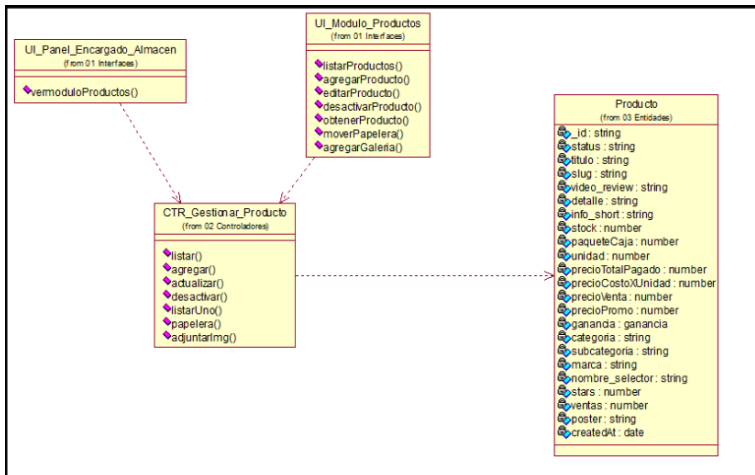 UI_Panel_Encargado_Almacen
(from 01 Interfaces)
vermoduloProductos()
UI_Modulo_Productos
(from 01 Interfaces)
listarProductos()
agregarProducto()
editarProducto()
desactivarProducto()
obtenerProducto()
moverPapelera()
agregarGaleria()
CTR_Gestionar_Producto
(from 02 Controladores)
listar()
agregar()
actualizar()
desactivar()
listarUno()
papelera()
adjuntarImg()
Producto
(from 03 Entidades)
_id : string
status : string
titulo : string
slug : string
video_review : string
detalle : string
info_short : string
stock : number
paqueteCaja : number
unidad : number
precioTotalPagado : number
precioCostoXUnidad : number
precioVenta : number
precioPromo : number
ganancia : ganancia
categoria : string
subcategoria : string
marca : string
nombre_selector : string
stars : number
ventas : number
poster : string
createdAt : date